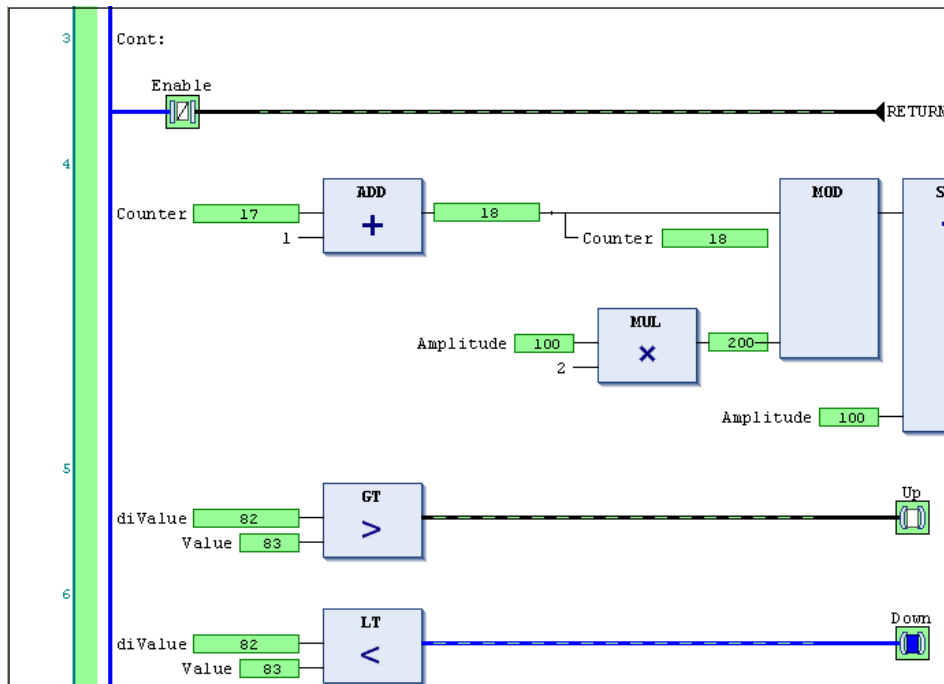 3 Cont:
Enable
RETURN
4
ADD MOD S
Counter 17 + 18
1 Counter 18
MUL
Amplitude 100 × 200
2
Amplitude 100
5
GT Up
diValue 82 >
Value 83
6
LT Down
diValue 82 <
Value 83